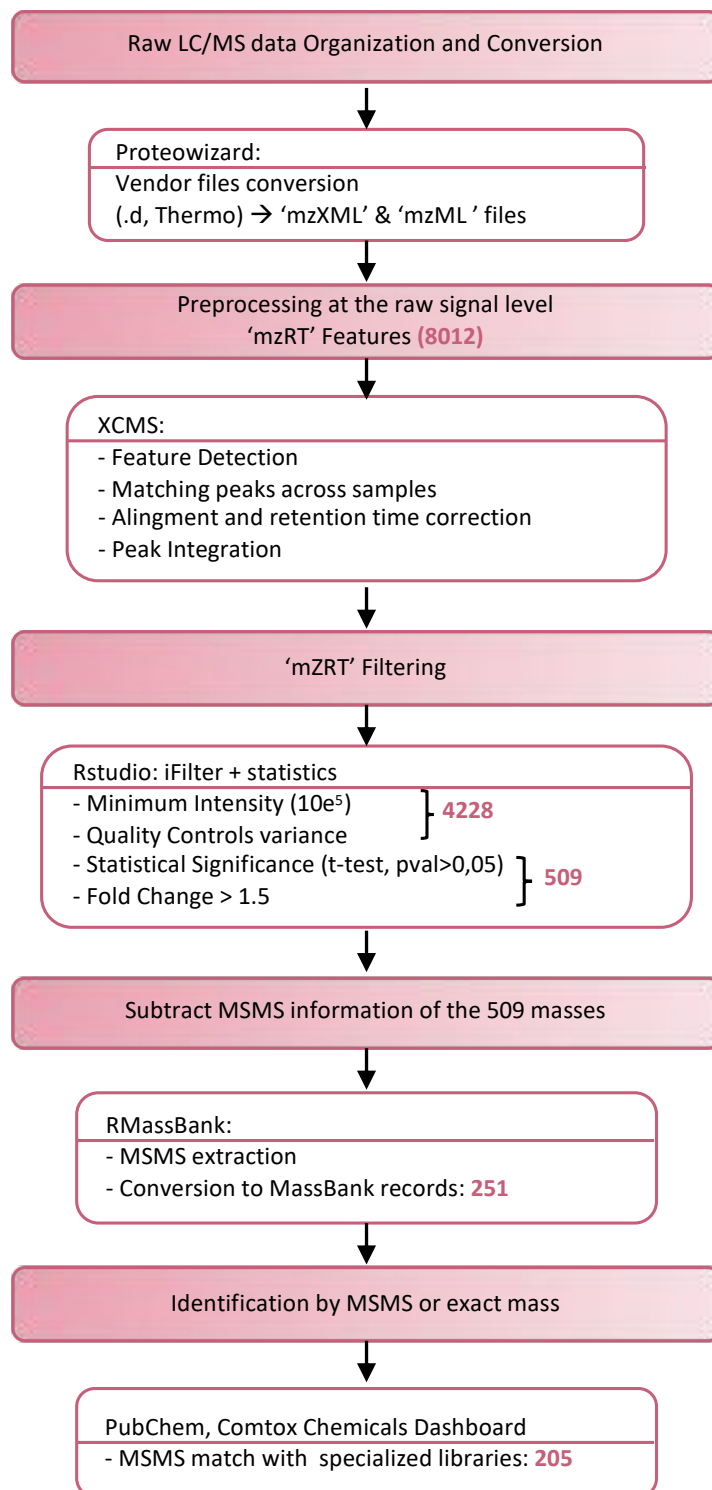 Raw LC/MS data Organization and Conversion
Proteowizard:
Vendor files conversion
(.d, Thermo) → ‘mzXML’ & ‘mzML ’ files
Preprocessing at the raw signal level
‘mzRT’ Features (8012)
XCMS:
- Feature Detection
- Matching peaks across samples
- Alingment and retention time correction
- Peak Integration
‘mZRT’ Filtering
Rstudio: iFilter + statistics
- Minimum Intensity (10e⁵)
- Quality Controls variance
4228
- Statistical Significance (t-test, pval>0,05)
- Fold Change > 1.5
509
Subtract MSMS information of the 509 masses
RMassBank:
- MSMS extraction
- Conversion to MassBank records: 251
Identification by MSMS or exact mass
PubChem, Comtox Chemicals Dashboard
- MSMS match with specialized libraries: 205